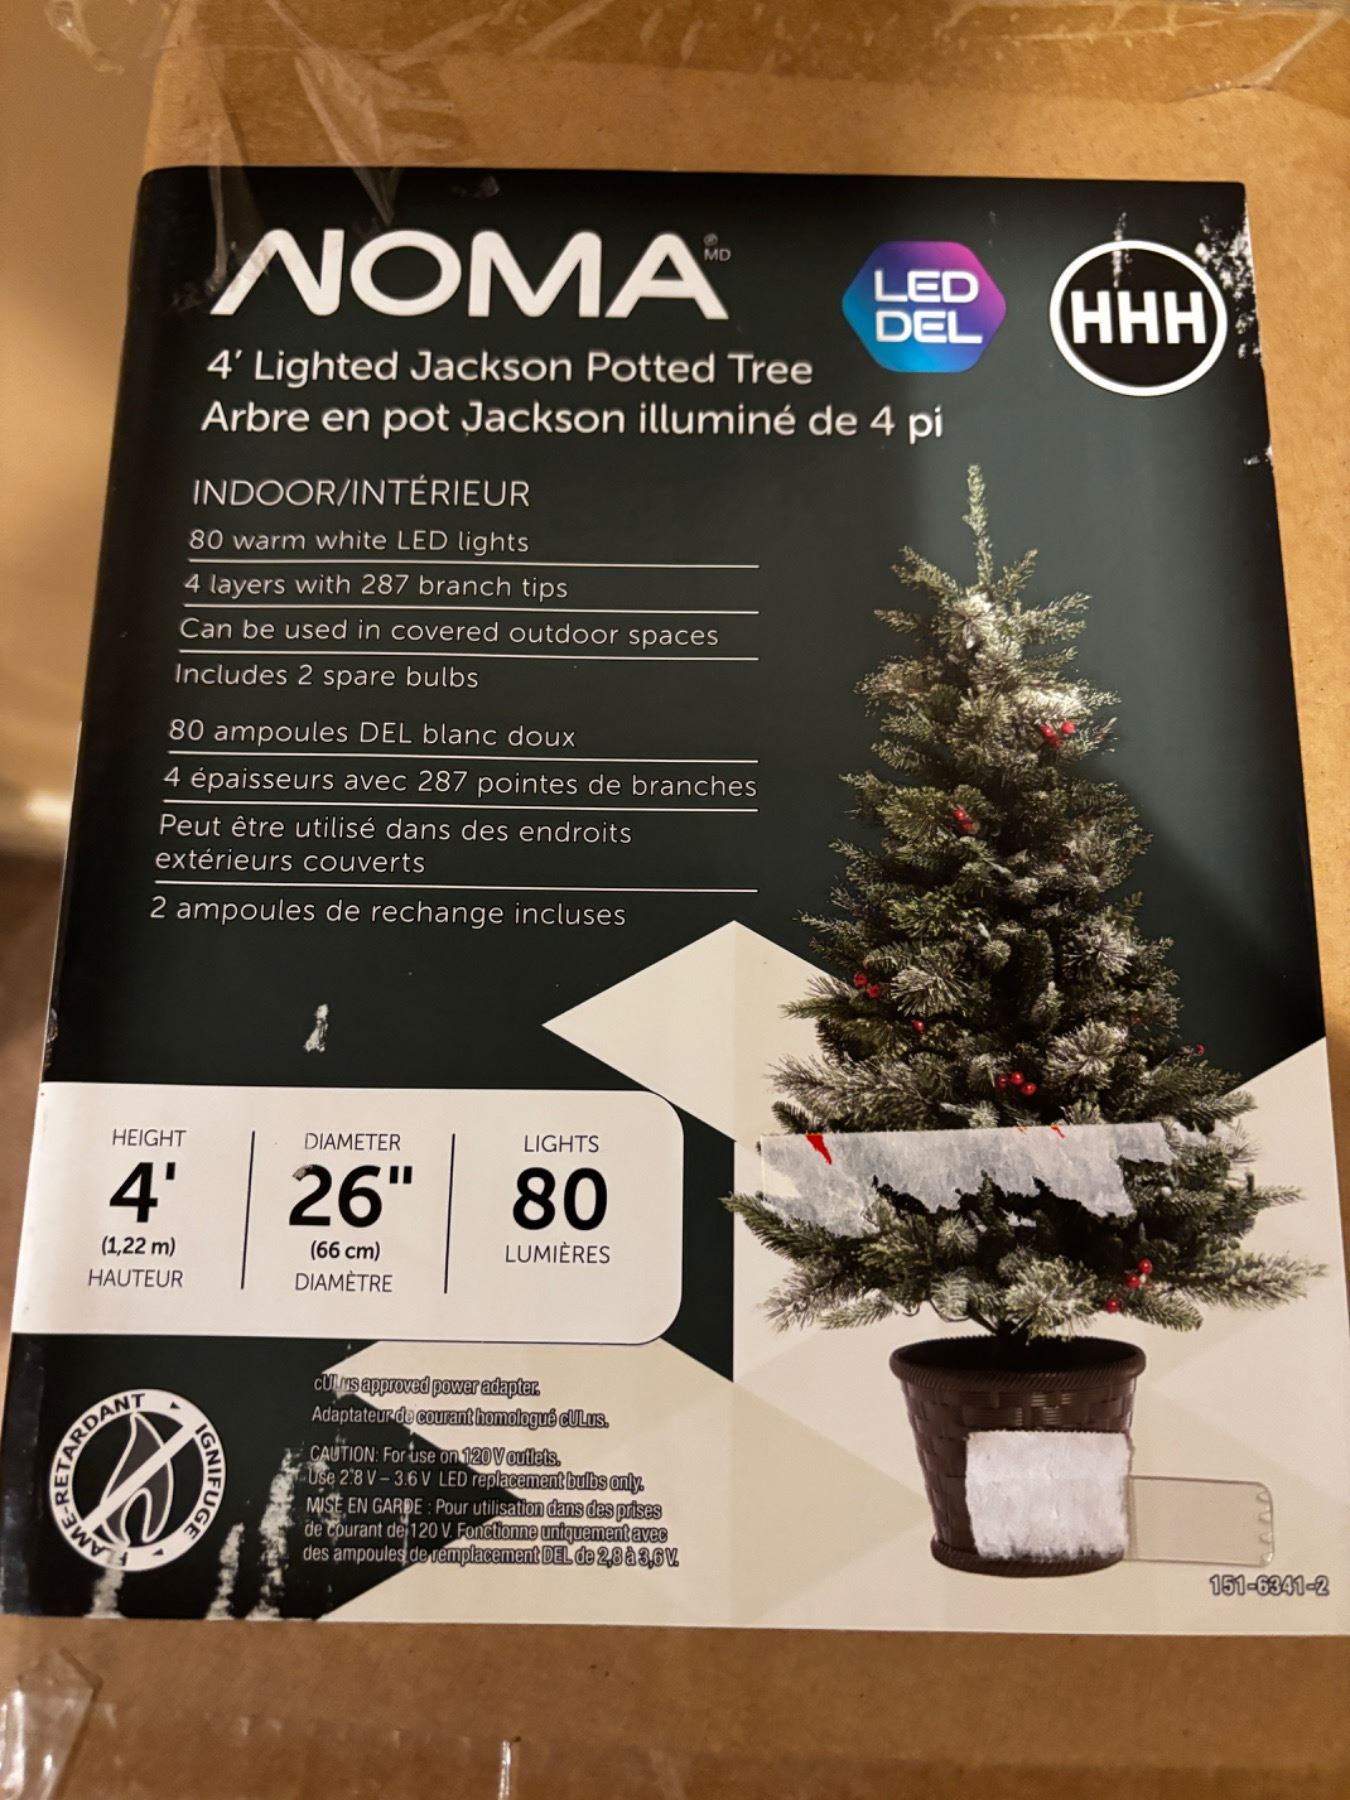 NOMA®MD
LED
DEL
HHH
4' Lighted Jackson Potted Tree
Arbre en pot Jackson illuminé de 4 pi
INDOOR/INTÉRIEUR
80 warm white LED lights
4 layers with 287 branch tips
Can be used in covered outdoor spaces
Includes 2 spare bulbs
80 ampoules DEL blanc doux
4 épaisseurs avec 287 pointes de branches
Peut être utilisé dans des endroits
extérieurs couverts
2 ampoules de rechange incluses
HEIGHT
4'
(1,22 m)
HAUTEUR
DIAMETER
26"
(66 cm)
DIAMÈTRE
LIGHTS
80
LUMIÈRES
FLAME-RETARDANT
IGNIFUGE
cULus approved power adapter.
Adaptateur de courant homologué cULus.
CAUTION: For use on 120 V outlets.
Use 2.8 V – 3.6 V LED replacement bulbs only.
MISE EN GARDE : Pour utilisation dans des prises
de courant de 120 V. Fonctionne uniquement avec
des ampoules de remplacement DEL de 2,8 à 3,6 V.
151-6341-2